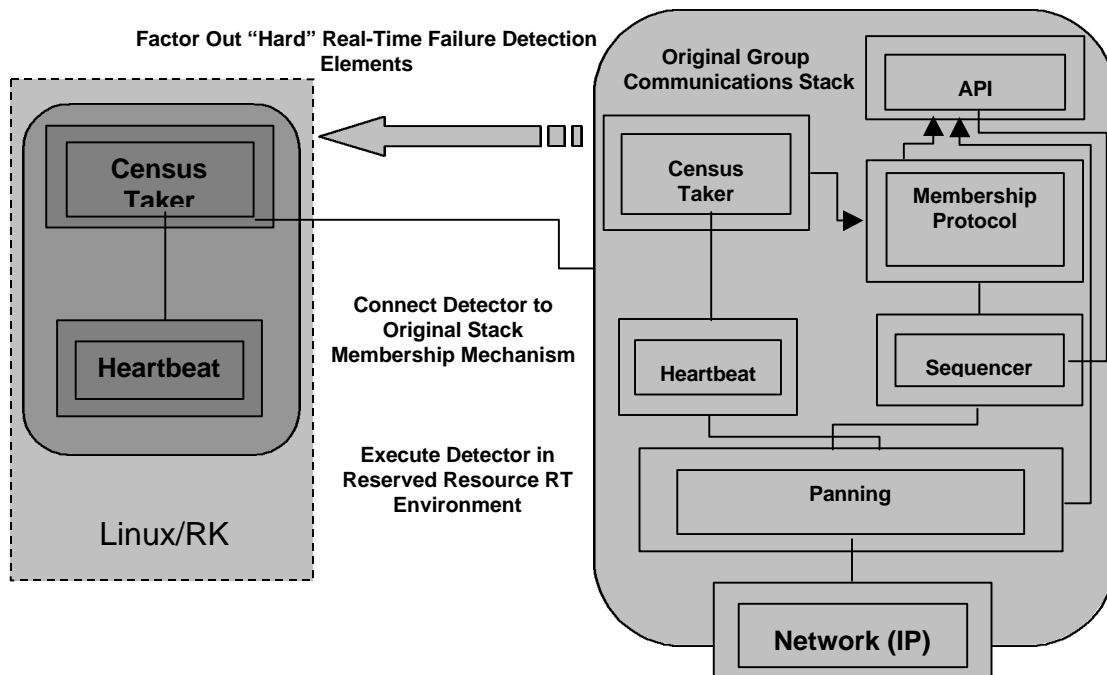 Factor Out “Hard” Real-Time Failure Detection
Elements
Census
Taker
Heartbeat
Linux/RK
Connect Detector to
Original Stack
Membership Mechanism
Execute Detector in
Reserved Resource RT
Environment
Original Group
Communications Stack
API
Census
Taker
Membership
Protocol
Heartbeat
Sequencer
Panning
Network (IP)